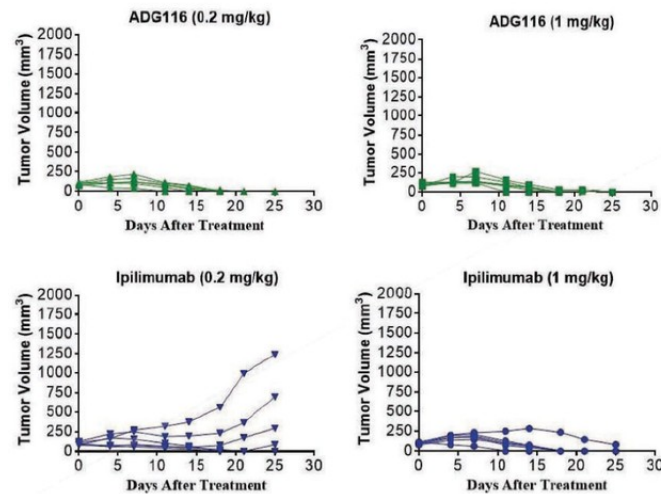 ADG116 (0.2 mg/kg)
Tumor Volume (mm³)
2000
1750
1500
1250
1000
750
500
250
0
0 5 10 15 20 25 30
Days After Treatment
ADG116 (1 mg/kg)
Tumor Volume (mm³)
2000
1750
1500
1250
1000
750
500
250
0
0 5 10 15 20 25 30
Days After Treatment
Ipilimumab (0.2 mg/kg)
Tumor Volume (mm³)
2000
1750
1500
1250
1000
750
500
250
0
0 5 10 15 20 25 30
Days After Treatment
Ipilimumab (1 mg/kg)
Tumor Volume (mm³)
2000
1750
1500
1250
1000
750
500
250
0
0 5 10 15 20 25 30
Days After Treatment